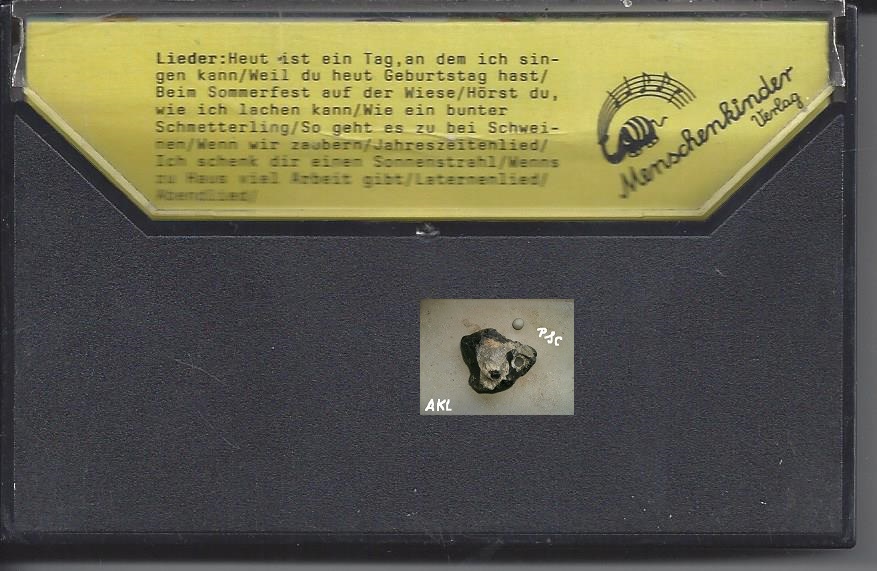 Lieder:Heut ist ein Tag,an dem ich sin-
gen kann/Weil du heut Geburtstag hast/
Beim Sommerfest auf der Wiese/Hörst du,
wie ich lachen kann/Wie ein bunter
Schmetterling/So geht es zu bei Schwei-
nen/Wenn wir zaubern/Jahreszeitenlied/
Ich schenk dir einen Sonnenstrahl/Wenns
zu Haus viel Arbeit gibt/Laternenlied/
Abendlied/
Menschenkinder
Verlag
PSC
AKL